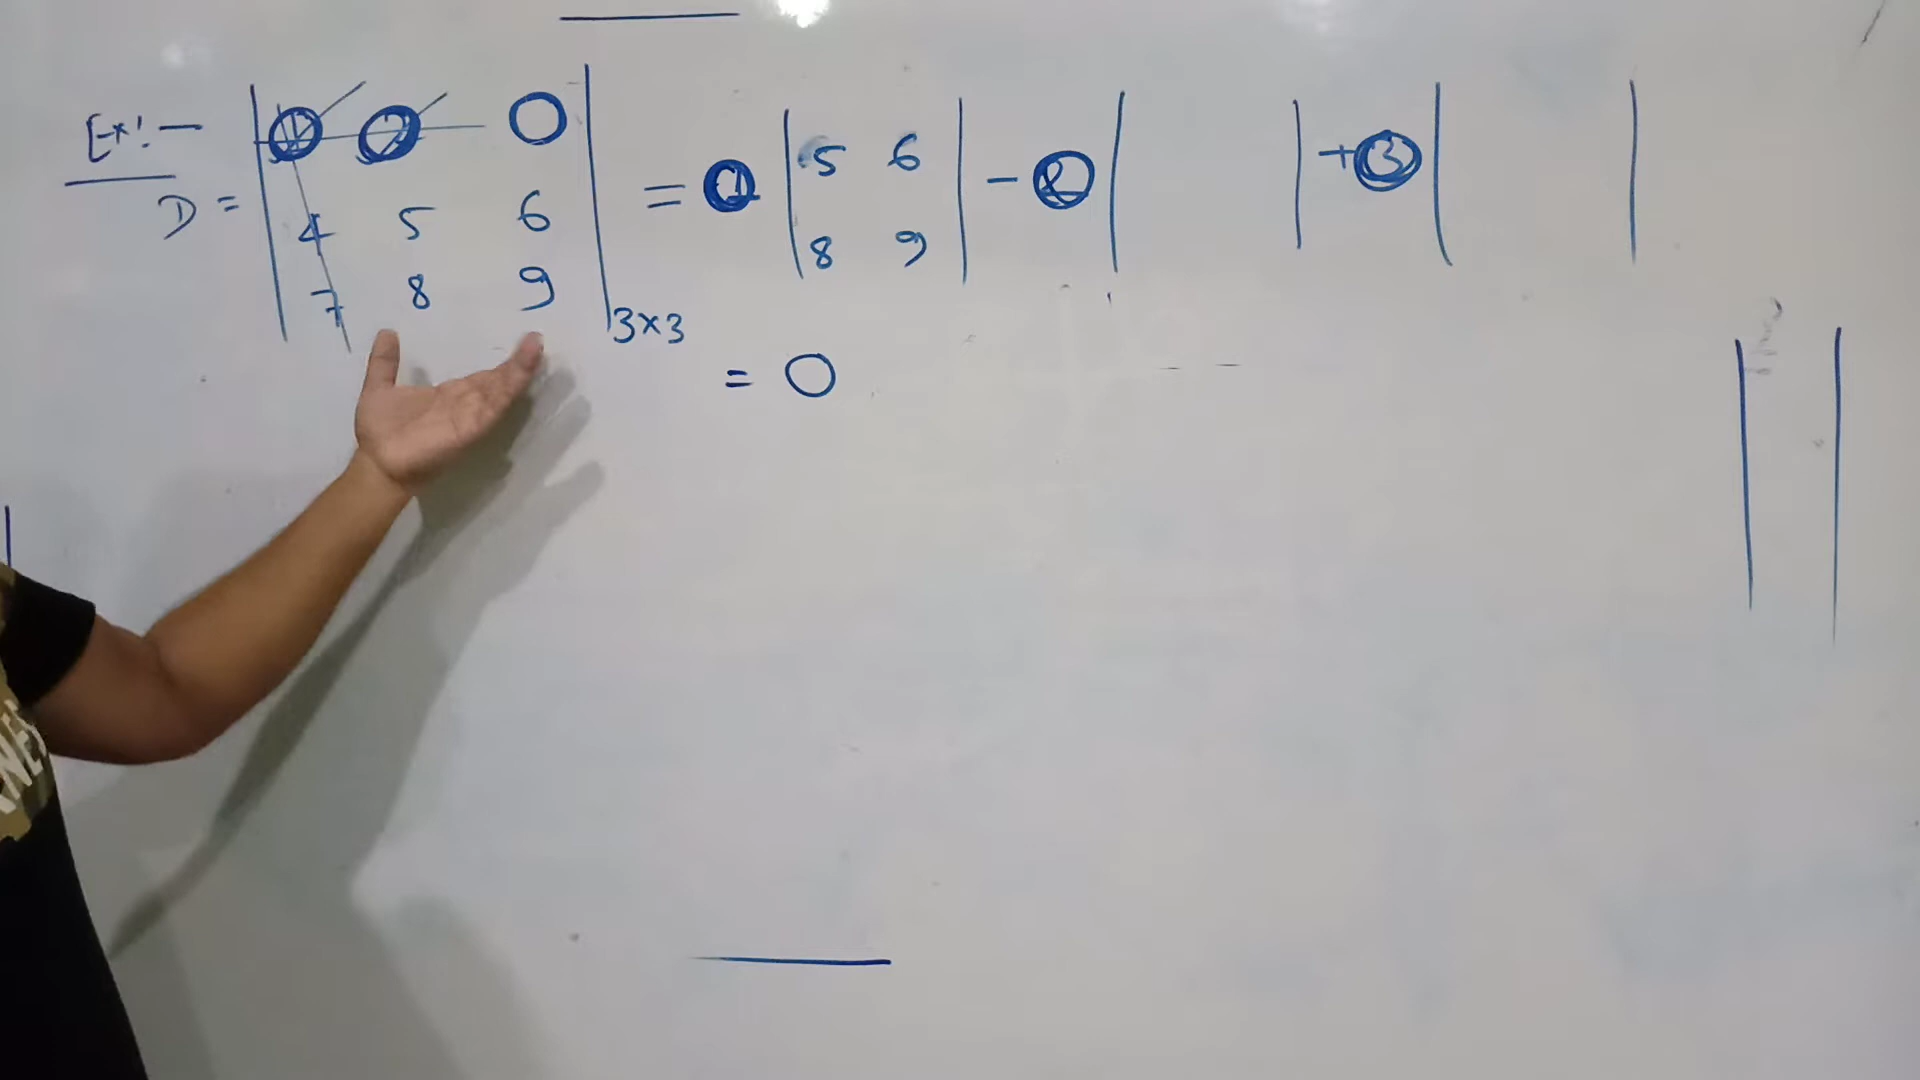 Ex:-
D = | 0 0 0 | = 0 | 5 6 | - 0 | | + 0 | |
4 5 6
8 9
7 8 9
3×3
= 0